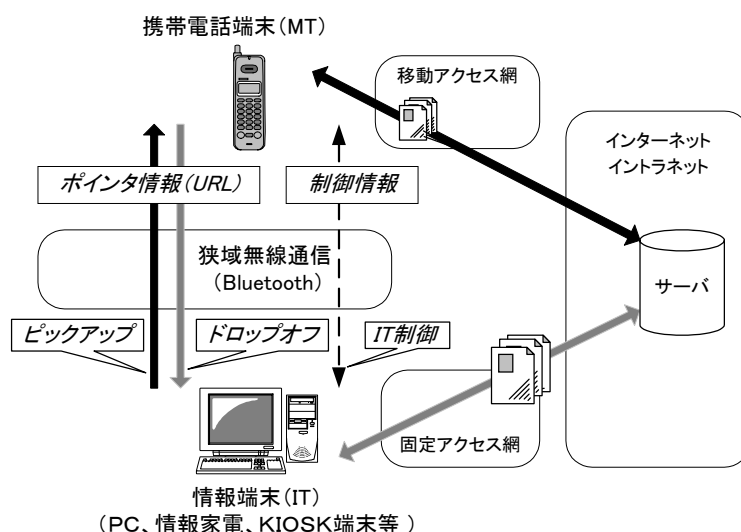 携帯電話端末（MT）
移動アクセス網
インターネット
イントラネット
ポインタ情報（URL）
制御情報
狭域無線通信
（Bluetooth）
サーバ
ピックアップ
ドロップオフ
IT制御
固定アクセス網
情報端末（IT）
（PC、情報家電、KIOSK端末等 ）